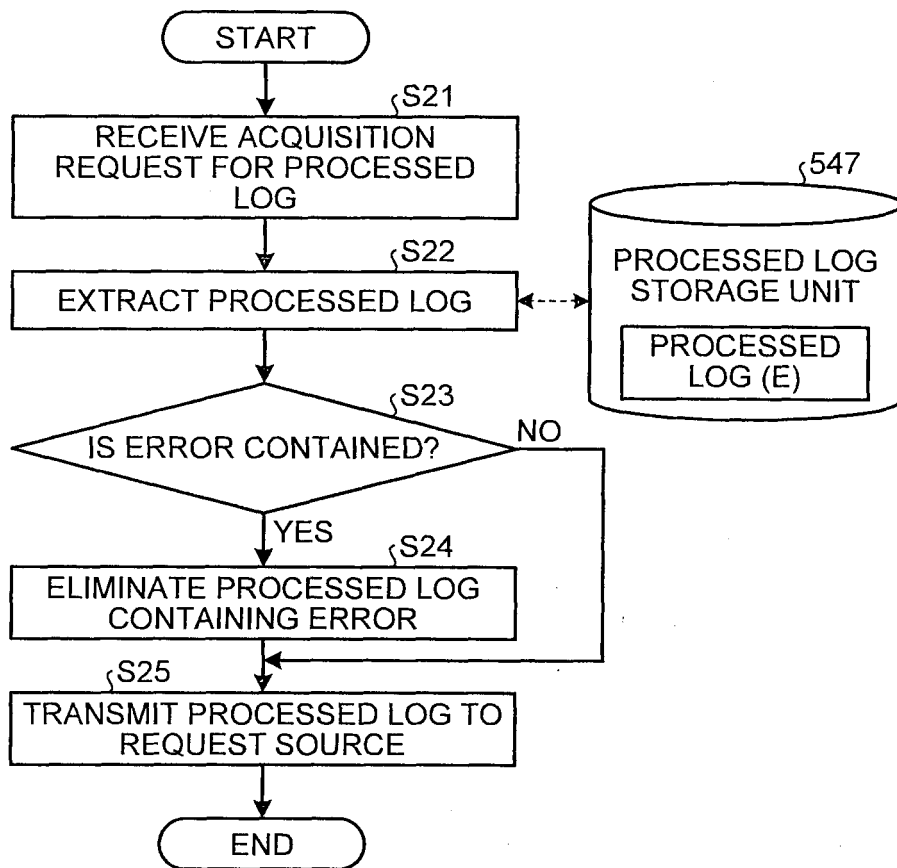 START
S21
RECEIVE ACQUISITION
REQUEST FOR PROCESSED
LOG
547
S22
EXTRACT PROCESSED LOG
PROCESSED LOG
STORAGE UNIT
PROCESSED
LOG (E)
S23
IS ERROR CONTAINED?
NO
YES
S24
ELIMINATE PROCESSED LOG
CONTAINING ERROR
S25
TRANSMIT PROCESSED LOG TO
REQUEST SOURCE
END